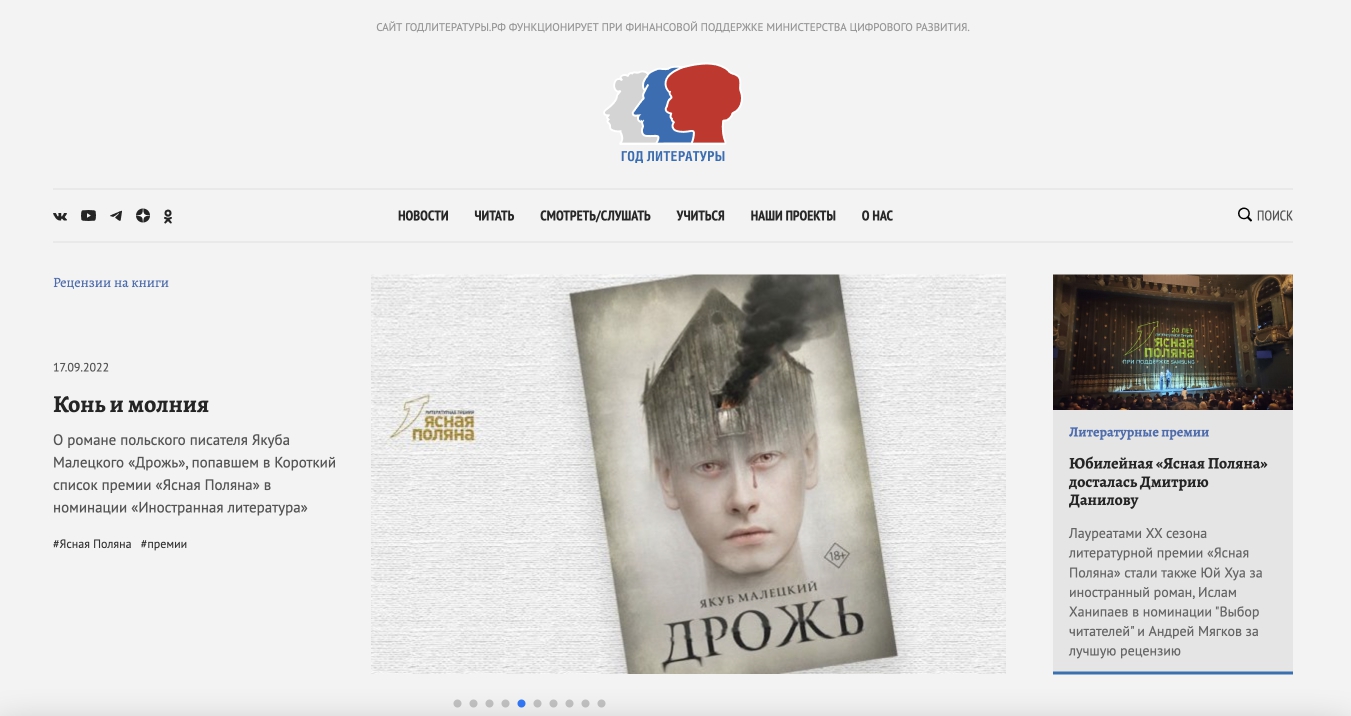 САЙТ ГОДЛИТЕРАТУРЫ.РФ ФУНКЦИОНИРУЕТ ПРИ ФИНАНСОВОЙ ПОДДЕРЖКЕ МИНИСТЕРСТВА ЦИФРОВОГО РАЗВИТИЯ.
ГОД ЛИТЕРАТУРЫ
НОВОСТИ ЧИТАТЬ СМОТРЕТЬ/СЛУШАТЬ УЧИТЬСЯ НАШИ ПРОЕКТЫ О НАС ПОИСК
Рецензии на книги
17.09.2022
Конь и молния
О романе польского писателя Якуба
Малецкого «Дрожь», попавшем в Короткий
список премии «Ясная Поляна» в
номинации «Иностранная литература»
#Ясная Поляна #премии
ЛИТЕРАТУРНАЯ ПРЕМИЯ
ЯСНАЯ
ПОЛЯНА
18+
ЯКУБ МАЛЕЦКИЙ
ДРОЖЬ
20 ЛЕТ
ЯСНАЯ
ПОЛЯНА
ПРИ ПОДДЕРЖКЕ SAMSUNG
Литературные премии
Юбилейная «Ясная Поляна»
досталась Дмитрию
Данилову
Лауреатами XX сезона
литературной премии «Ясная
Поляна» стали также Юй Хуа за
иностранный роман, Ислам
Ханипаев в номинации "Выбор
читателей" и Андрей Мягков за
лучшую рецензию